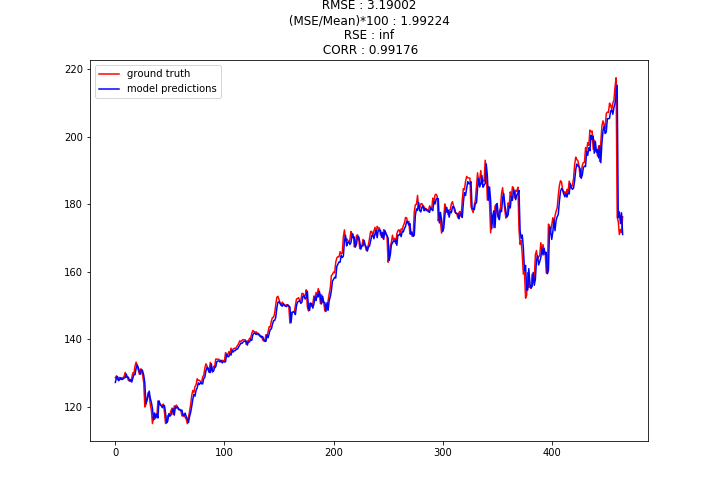 RMSE : 3.19002
(MSE/Mean)*100 : 1.99224
RSE : inf
CORR : 0.99176
ground truth
model predictions
220
200
180
160
140
120
0 100 200 300 400